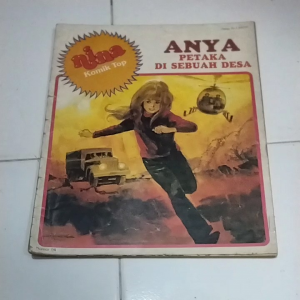 nina
Komik Top
ANYA
PETAKA
DI SEBUAH DESA